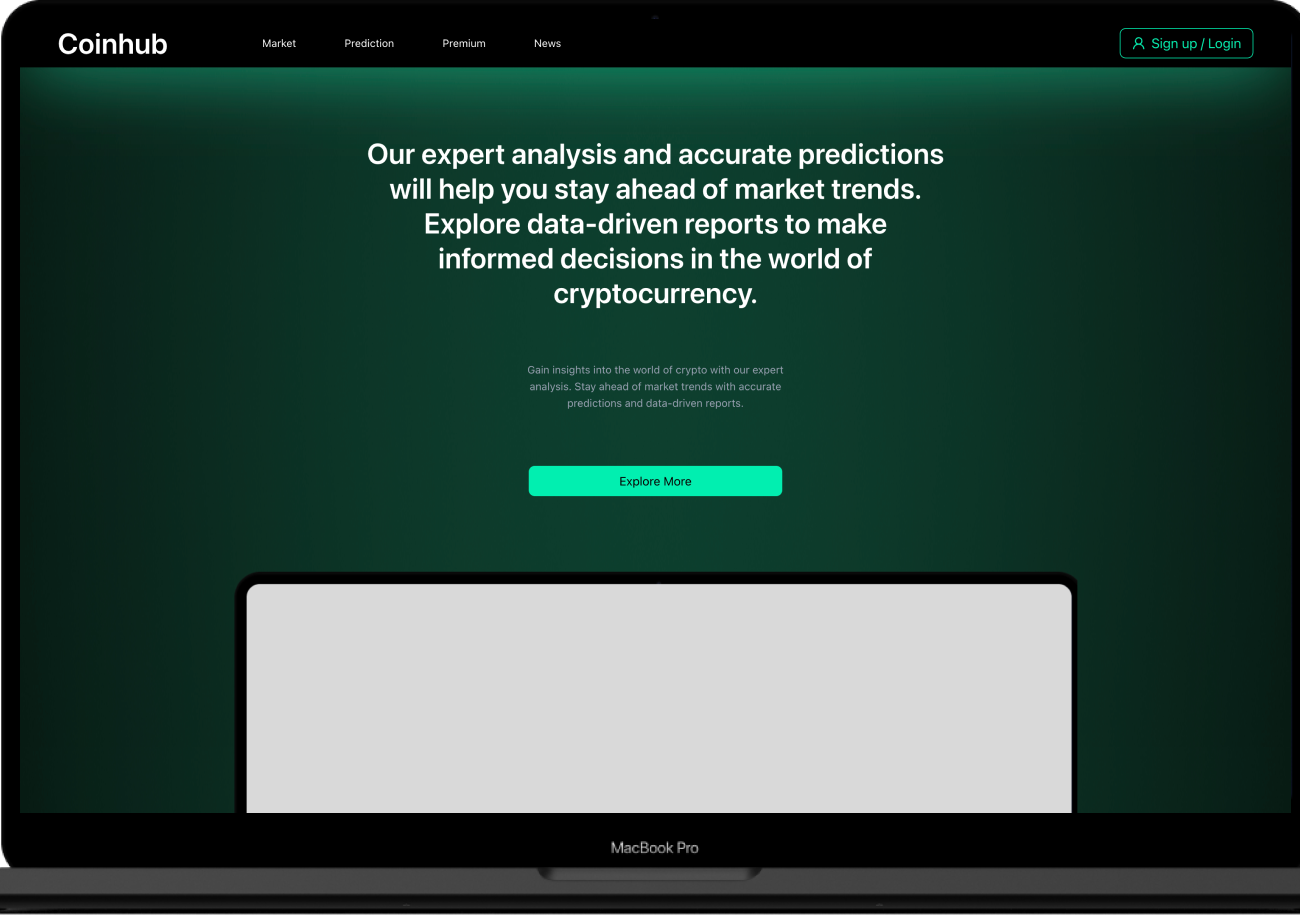 Coinhub
Market
Prediction
Premium
News
Sign up / Login
Our expert analysis and accurate predictions
will help you stay ahead of market trends.
Explore data-driven reports to make
informed decisions in the world of
cryptocurrency.
Gain insights into the world of crypto with our expert
analysis. Stay ahead of market trends with accurate
predictions and data-driven reports.
Explore More
MacBook Pro